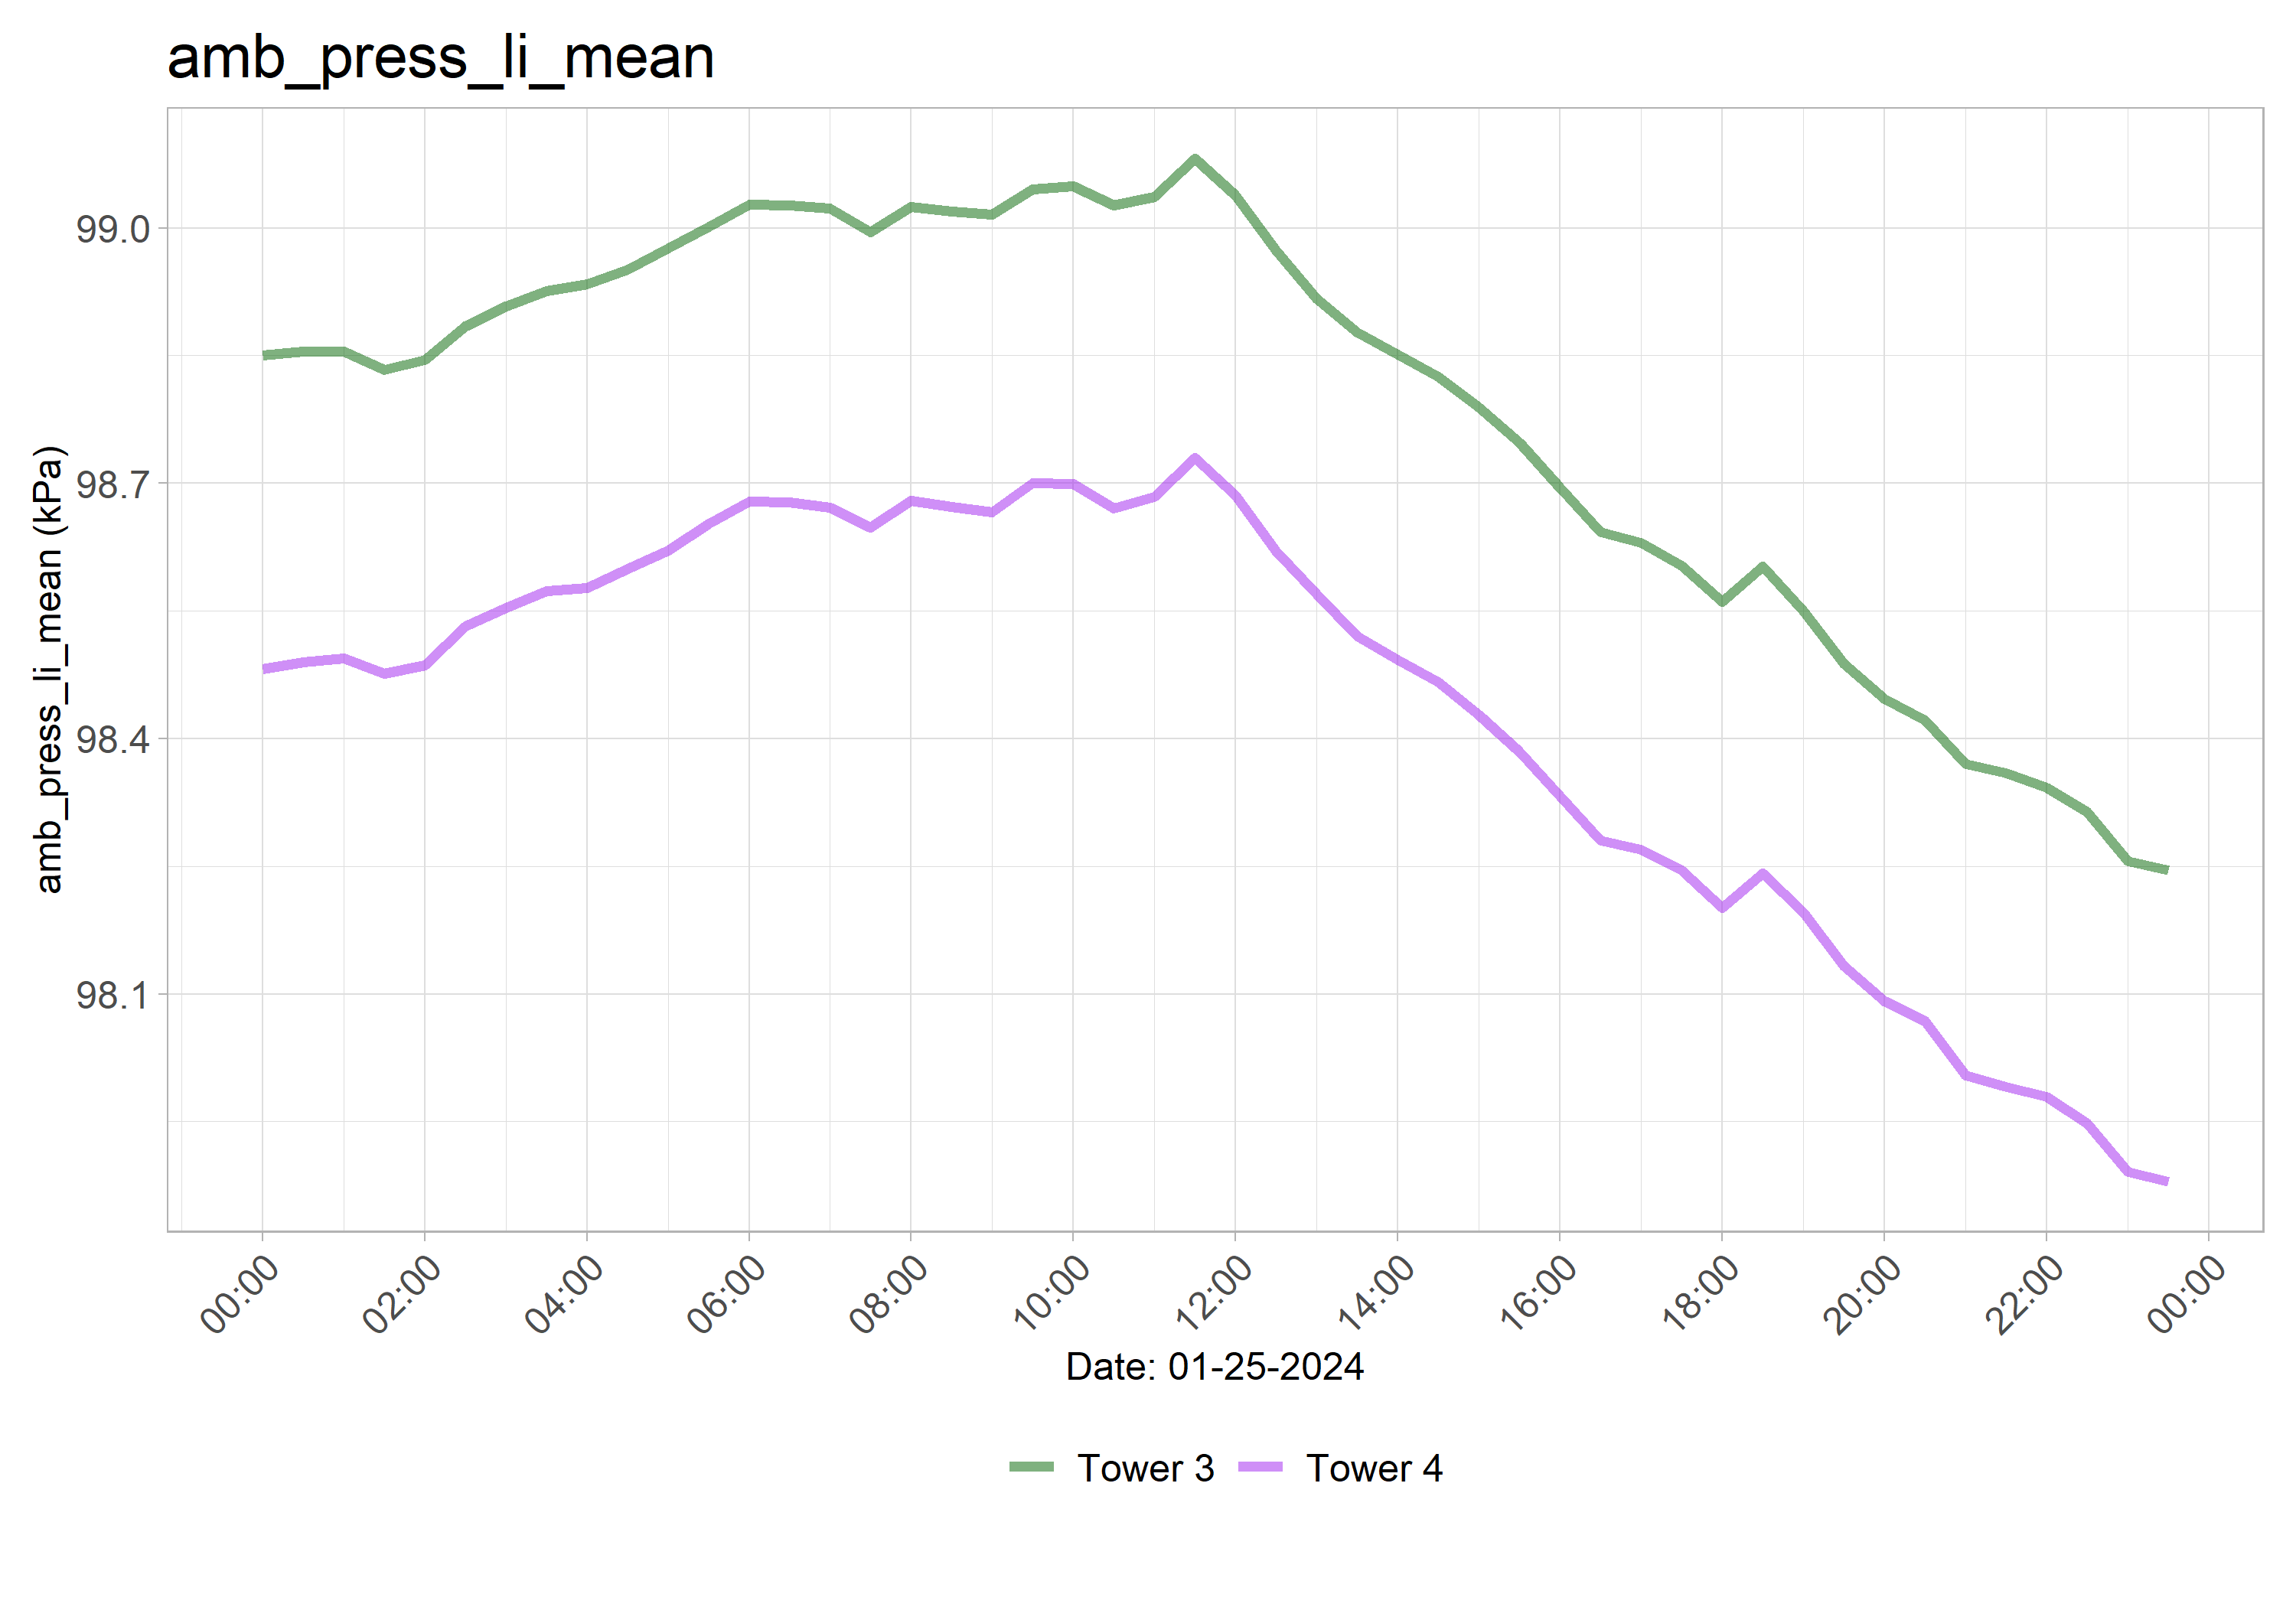 amb_press_li_mean
amb_press_li_mean (kPa)
99.0
98.7
98.4
98.1
00:00 02:00 04:00 06:00 08:00 10:00 12:00 14:00 16:00 18:00 20:00 22:00 00:00
Date: 01-25-2024
Tower 3 Tower 4